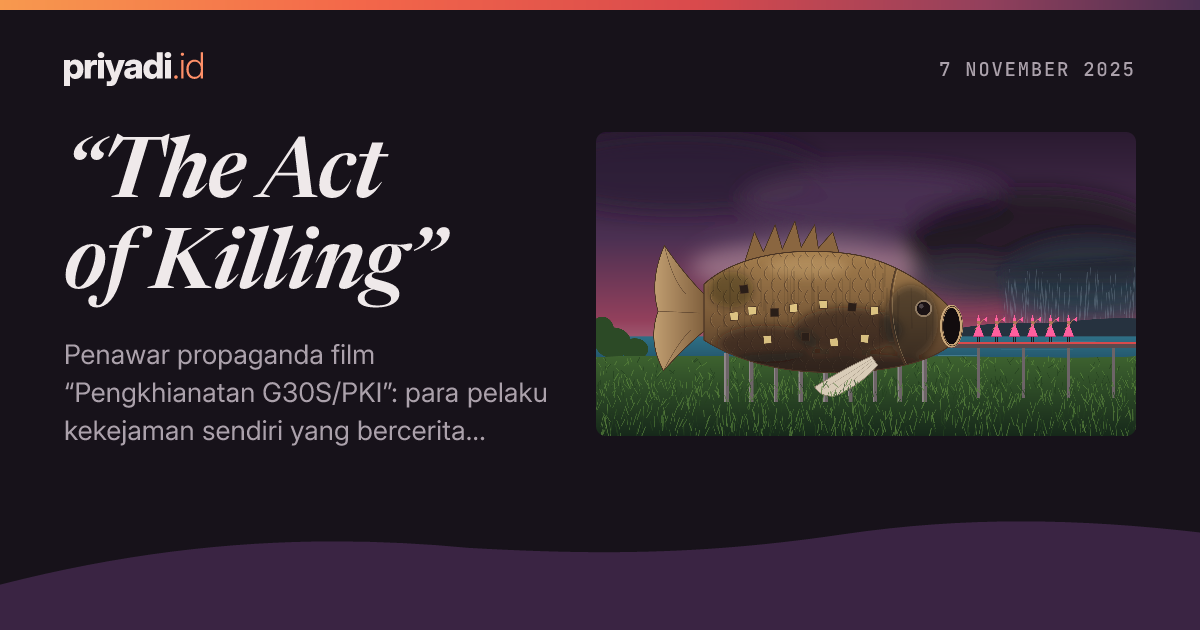 priyadi.id
7 NOVEMBER 2025
“The Act
of Killing”
Penawar propaganda film
“Pengkhianatan G30S/PKI”: para pelaku
kekejaman sendiri yang bercerita...